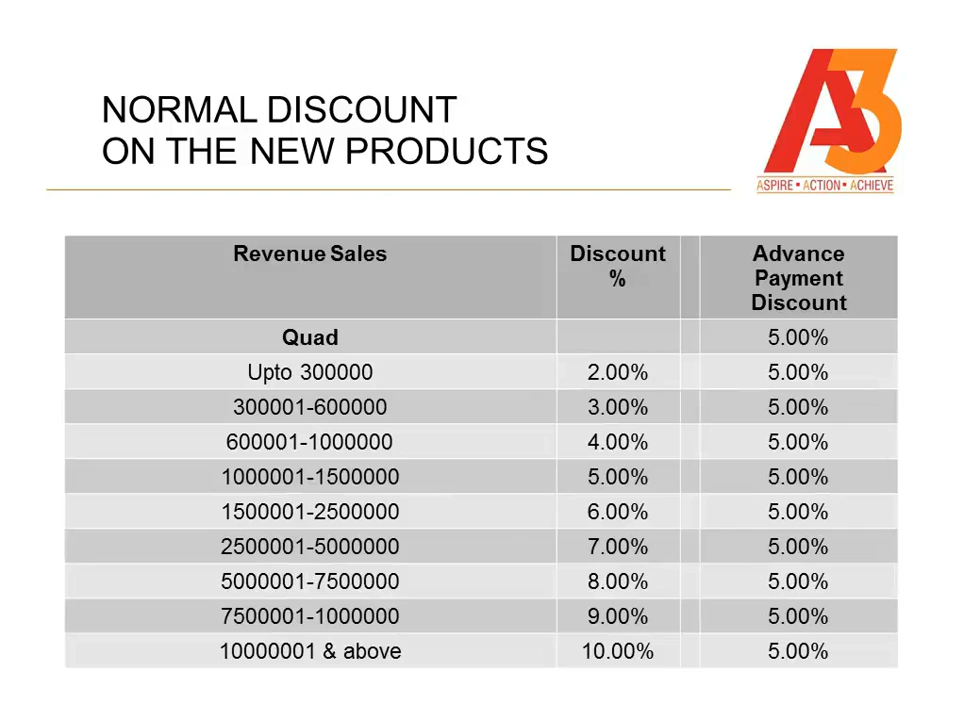 NORMAL DISCOUNT
ON THE NEW PRODUCTS
A3
ASPIRE ▪ ACTION ▪ ACHIEVE
Revenue Sales Discount % Advance Payment Discount
Quad 5.00%
Upto 300000 2.00% 5.00%
300001-600000 3.00% 5.00%
600001-1000000 4.00% 5.00%
1000001-1500000 5.00% 5.00%
1500001-2500000 6.00% 5.00%
2500001-5000000 7.00% 5.00%
5000001-7500000 8.00% 5.00%
7500001-1000000 9.00% 5.00%
10000001 & above 10.00% 5.00%